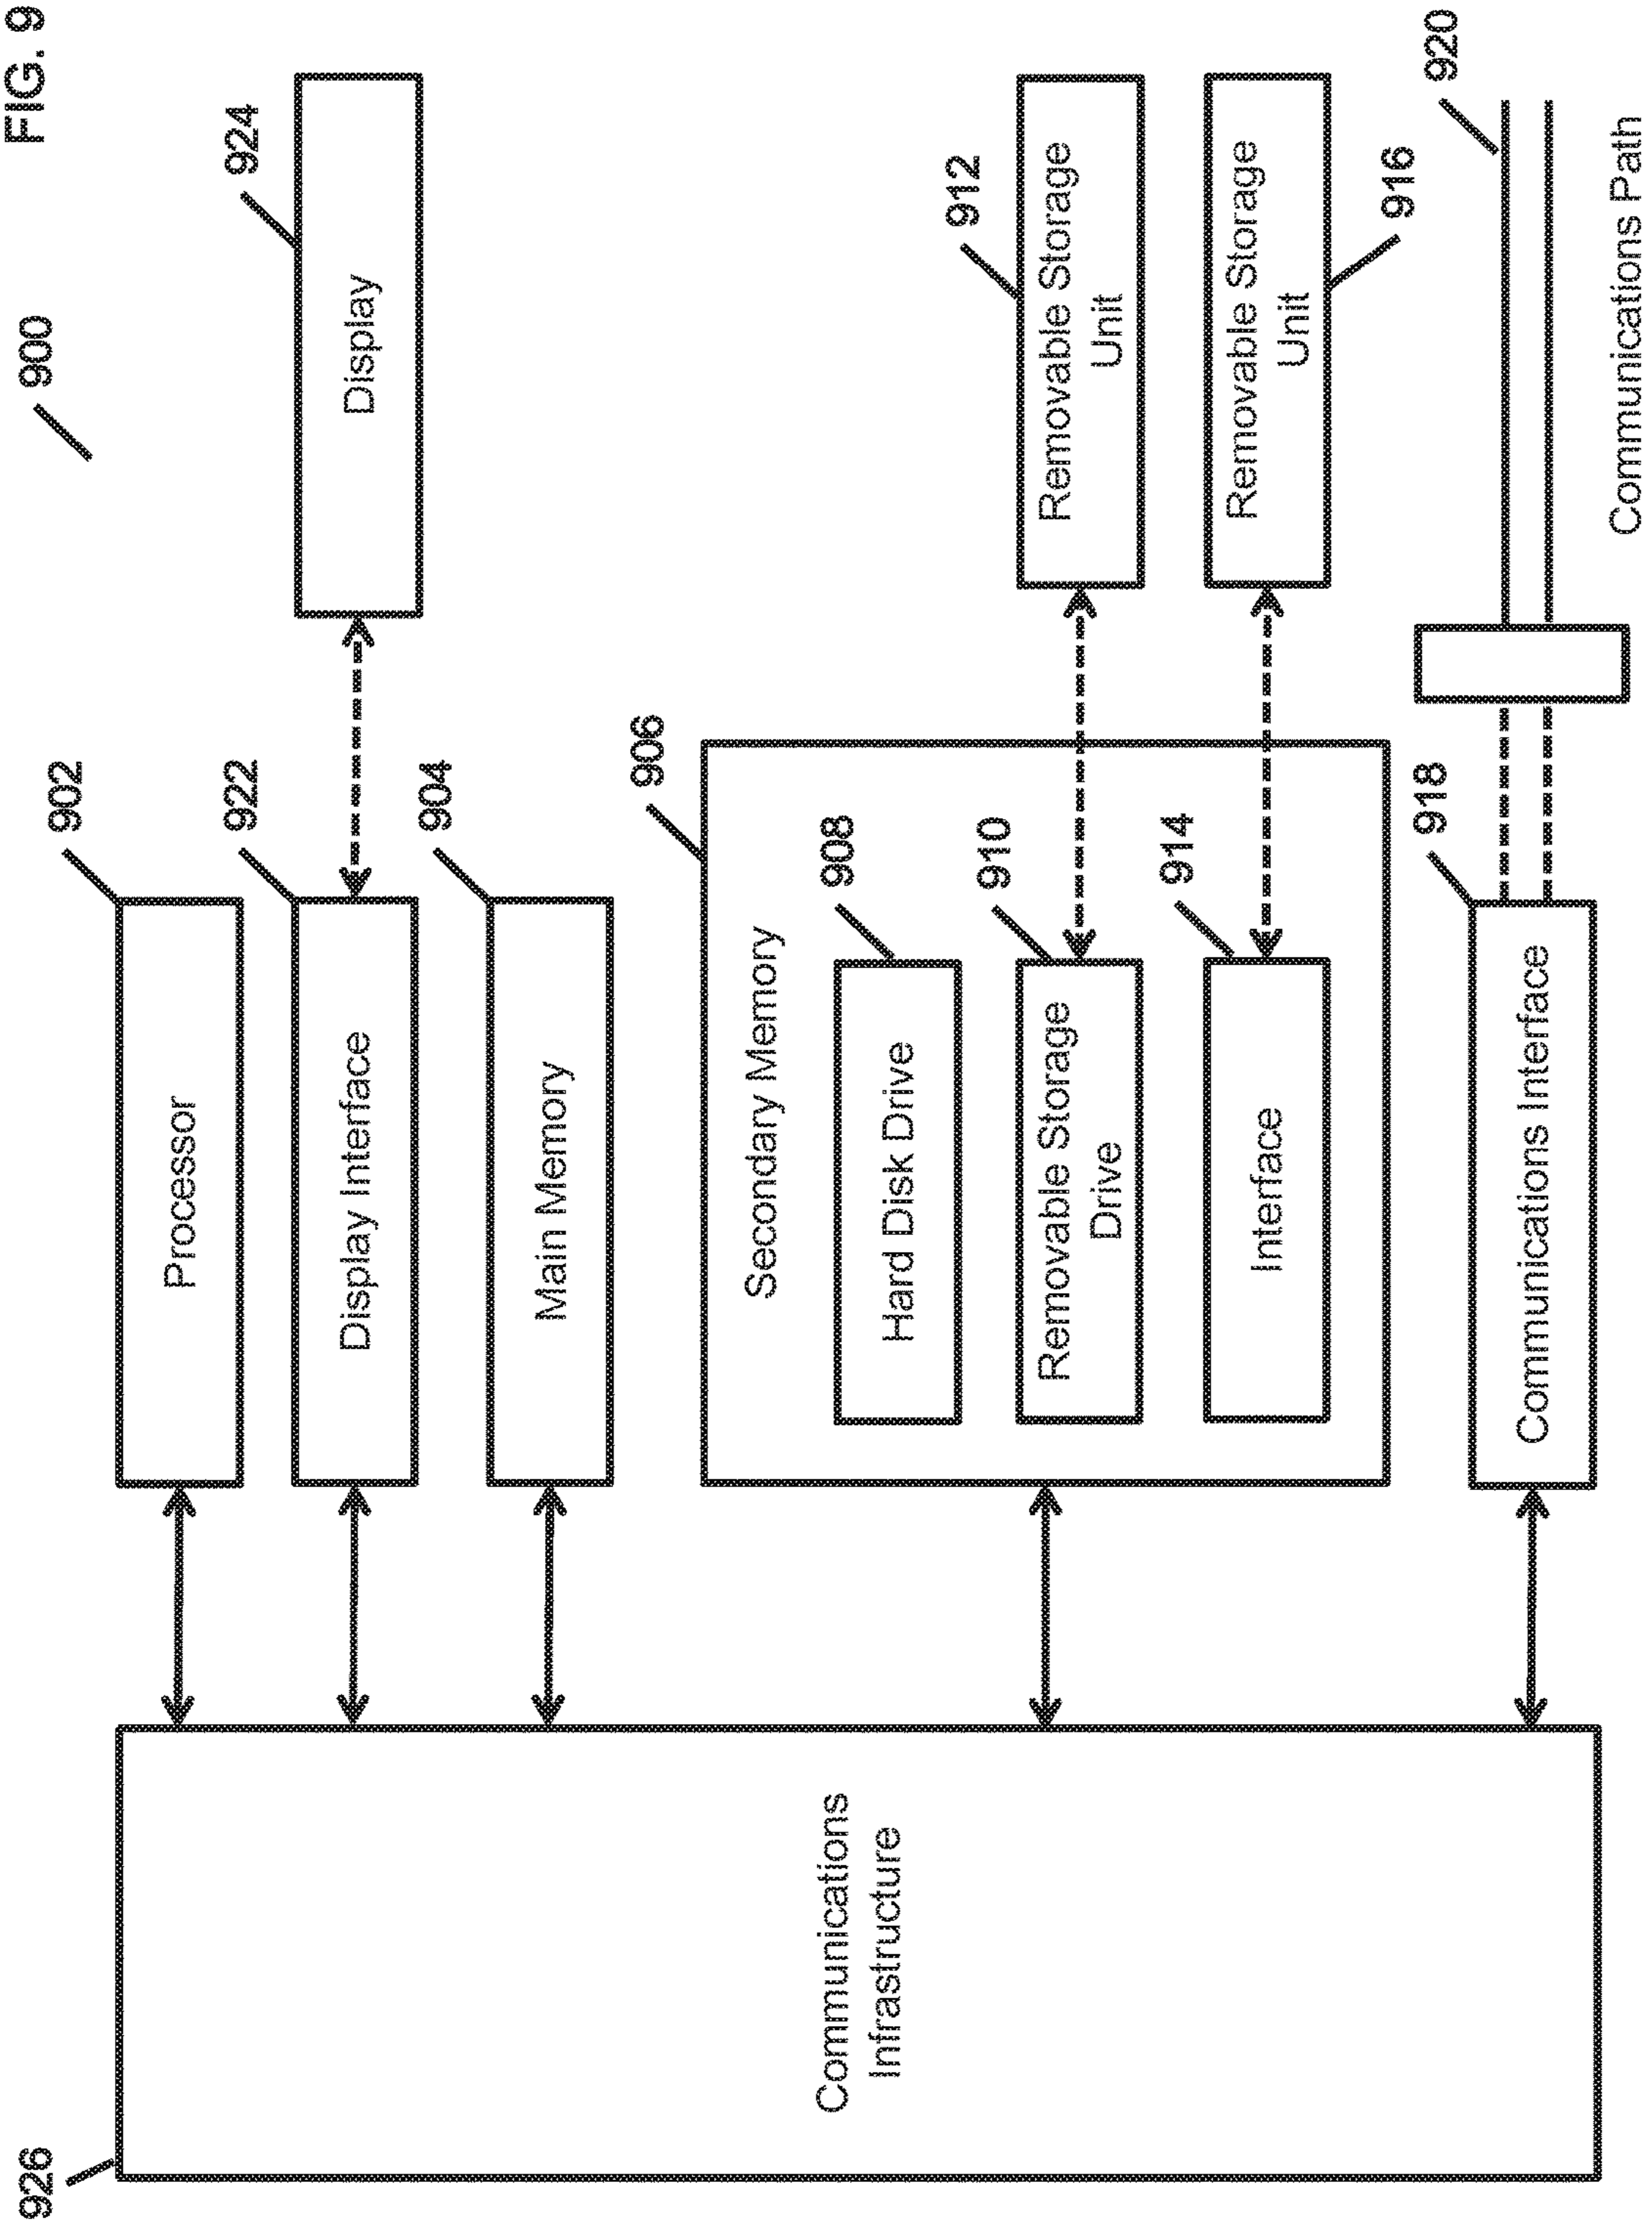 FIG. 9
900
902
Processor
922
Display Interface
924
Display
904
Main Memory
906
Secondary Memory
908
Hard Disk Drive
910
Removable Storage
Drive
912
Removable Storage
Unit
914
Interface
Removable Storage
Unit
916
918
Communications Interface
920
Communications Path
926
Communications
Infrastructure